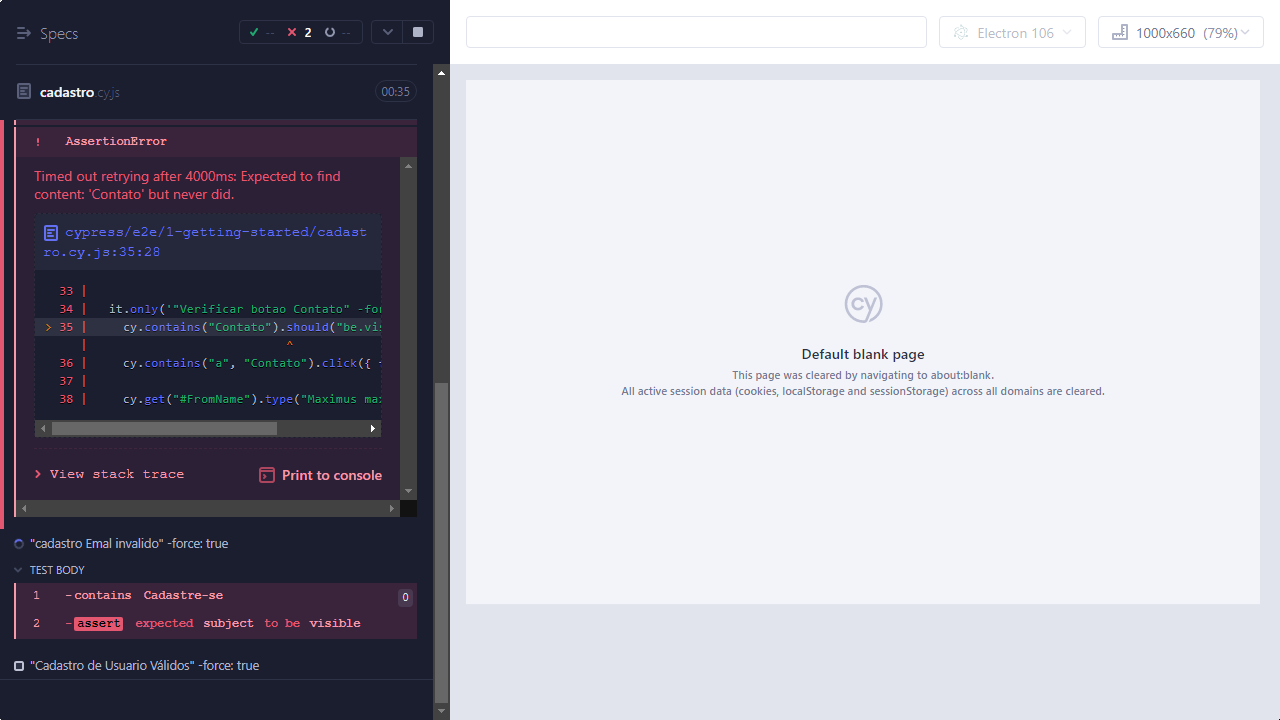 Specs
-- 2 --
cadastro.cy.js 00:35
! AssertionError
Timed out retrying after 4000ms: Expected to find
content: 'Contato' but never did.
cypress/e2e/1-getting-started/cadast
ro.cy.js:35:28
33 |
34 | it.only('"Verificar botao Contato" -for
> 35 | cy.contains("Contato").should("be.vis
| ^
36 | cy.contains("a", "Contato").click({
37 |
38 | cy.get("#FromName").type("Maximus ma
View stack trace
Print to console
"cadastro Emal invalido" -force: true
TEST BODY
1 -contains Cadastre-se 0
2 -assert expected subject to be visible
"Cadastro de Usuario Válidos" -force: true
Electron 106
1000x660 (79%)
cy
Default blank page
This page was cleared by navigating to about:blank.
All active session data (cookies, localStorage and sessionStorage) across all domains are cleared.